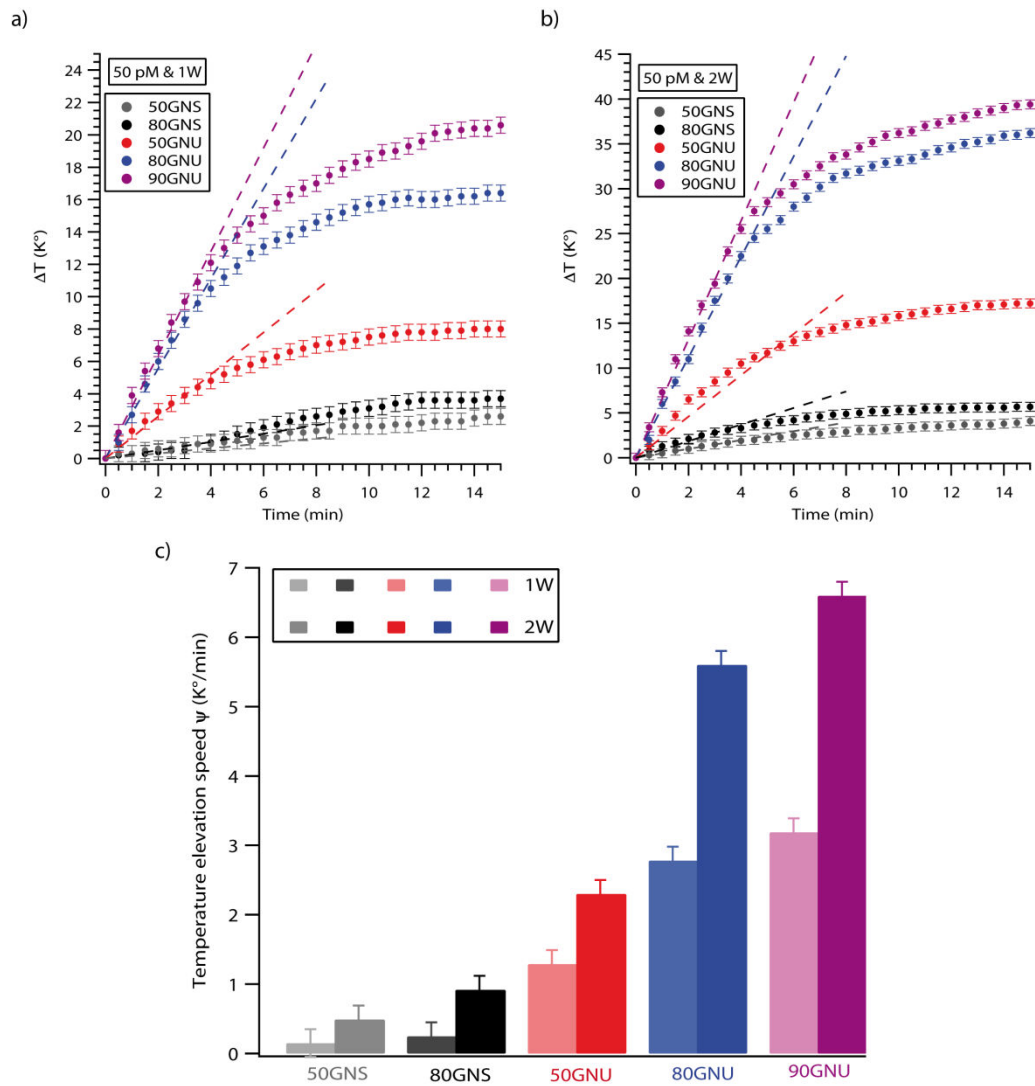 a)
50 pM & 1W
50GNS
80GNS
50GNU
80GNU
90GNU
24
22
20
18
16
14
12
10
8
6
4
2
0
ΔT (K°)
0 2 4 6 8 10 12 14
Time (min)
b)
50 pM & 2W
50GNS
80GNS
50GNU
80GNU
90GNU
45
40
35
30
25
20
15
10
5
0
ΔT (K°)
0 2 4 6 8 10 12 14
Time (min)
c)
1W
2W
7
6
5
4
3
2
1
0
Temperature elevation speed ψ (K°/min)
50GNS 80GNS 50GNU 80GNU 90GNU